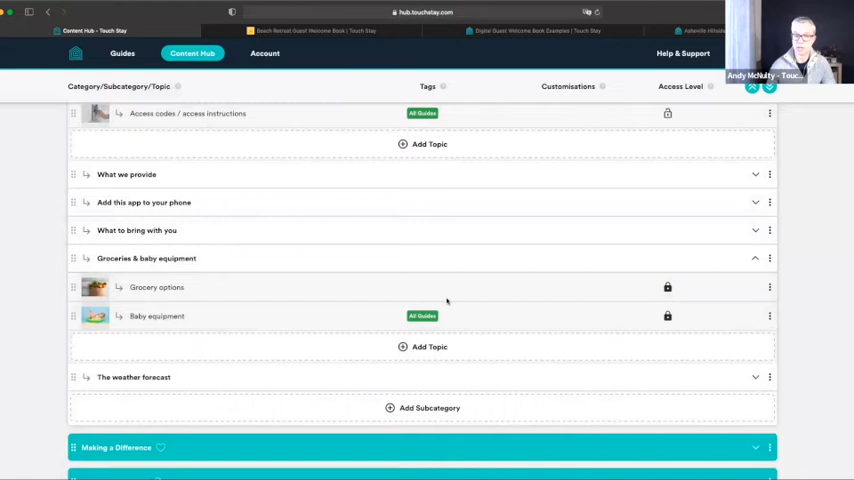 hub.touchstay.com
Content Hub - Touch Stay
Beach Retreat Guest Welcome Book | Touch Stay
Digital Guest Welcome Book Examples | Touch Stay
Asheville Hillside
Guides
Content Hub
Account
Help & Support
Andy McNulty - Touc...
Category/Subcategory/Topic
Tags
Customisations
Access Level
Access codes / access instructions
All Guides
Add Topic
What we provide
Add this app to your phone
What to bring with you
Groceries & baby equipment
Grocery options
Baby equipment
All Guides
Add Topic
The weather forecast
Add Subcategory
Making a Difference